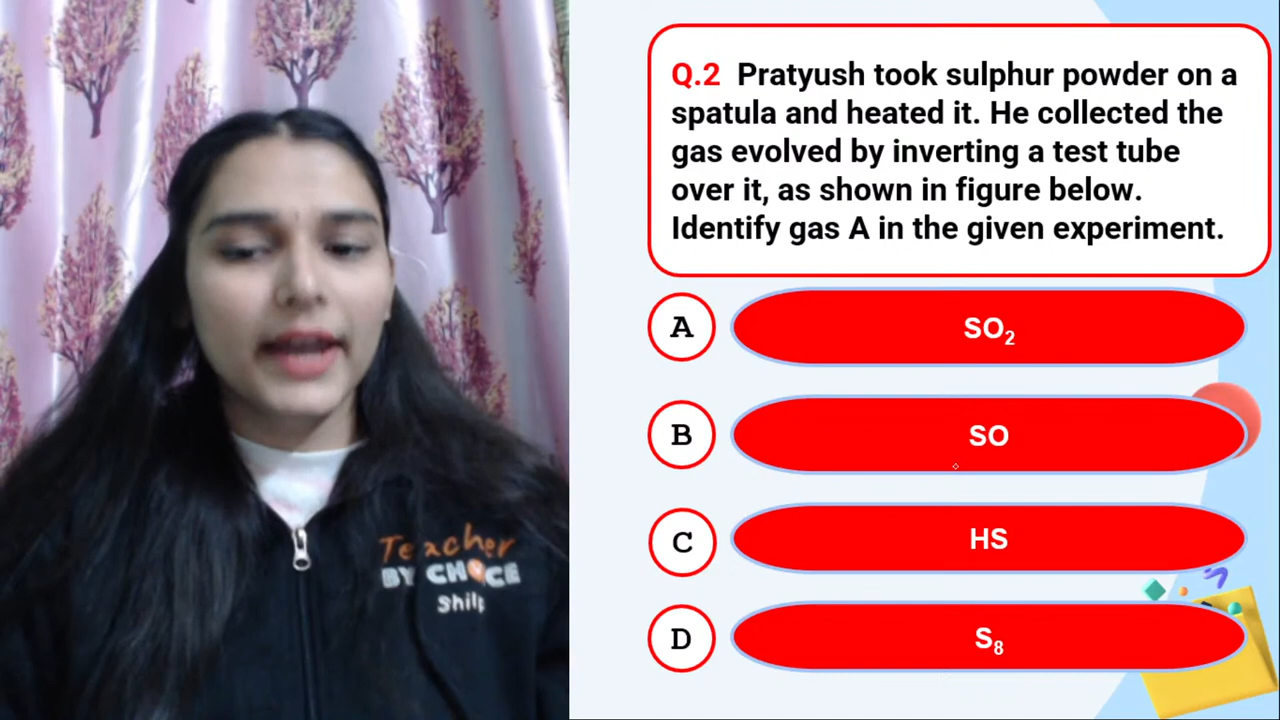 Q.2 Pratyush took sulphur powder on a
spatula and heated it. He collected the
gas evolved by inverting a test tube
over it, as shown in figure below.
Identify gas A in the given experiment.
A SO₂
B SO
C HS
D S₈
Teacher
BY CHOICE